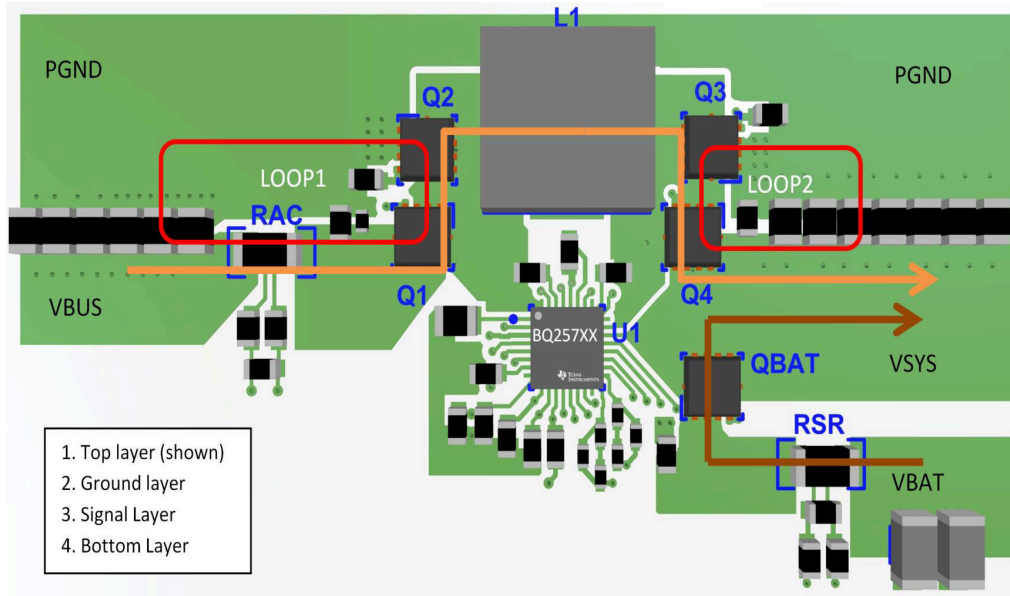 L1
PGND
PGND
Q2
Q3
LOOP1
LOOP2
RAC
Q1
Q4
VBUS
U1
BQ257XX
TEXAS
INSTRUMENTS
QBAT
VSYS
RSR
VBAT
1. Top layer (shown)
2. Ground layer
3. Signal Layer
4. Bottom Layer